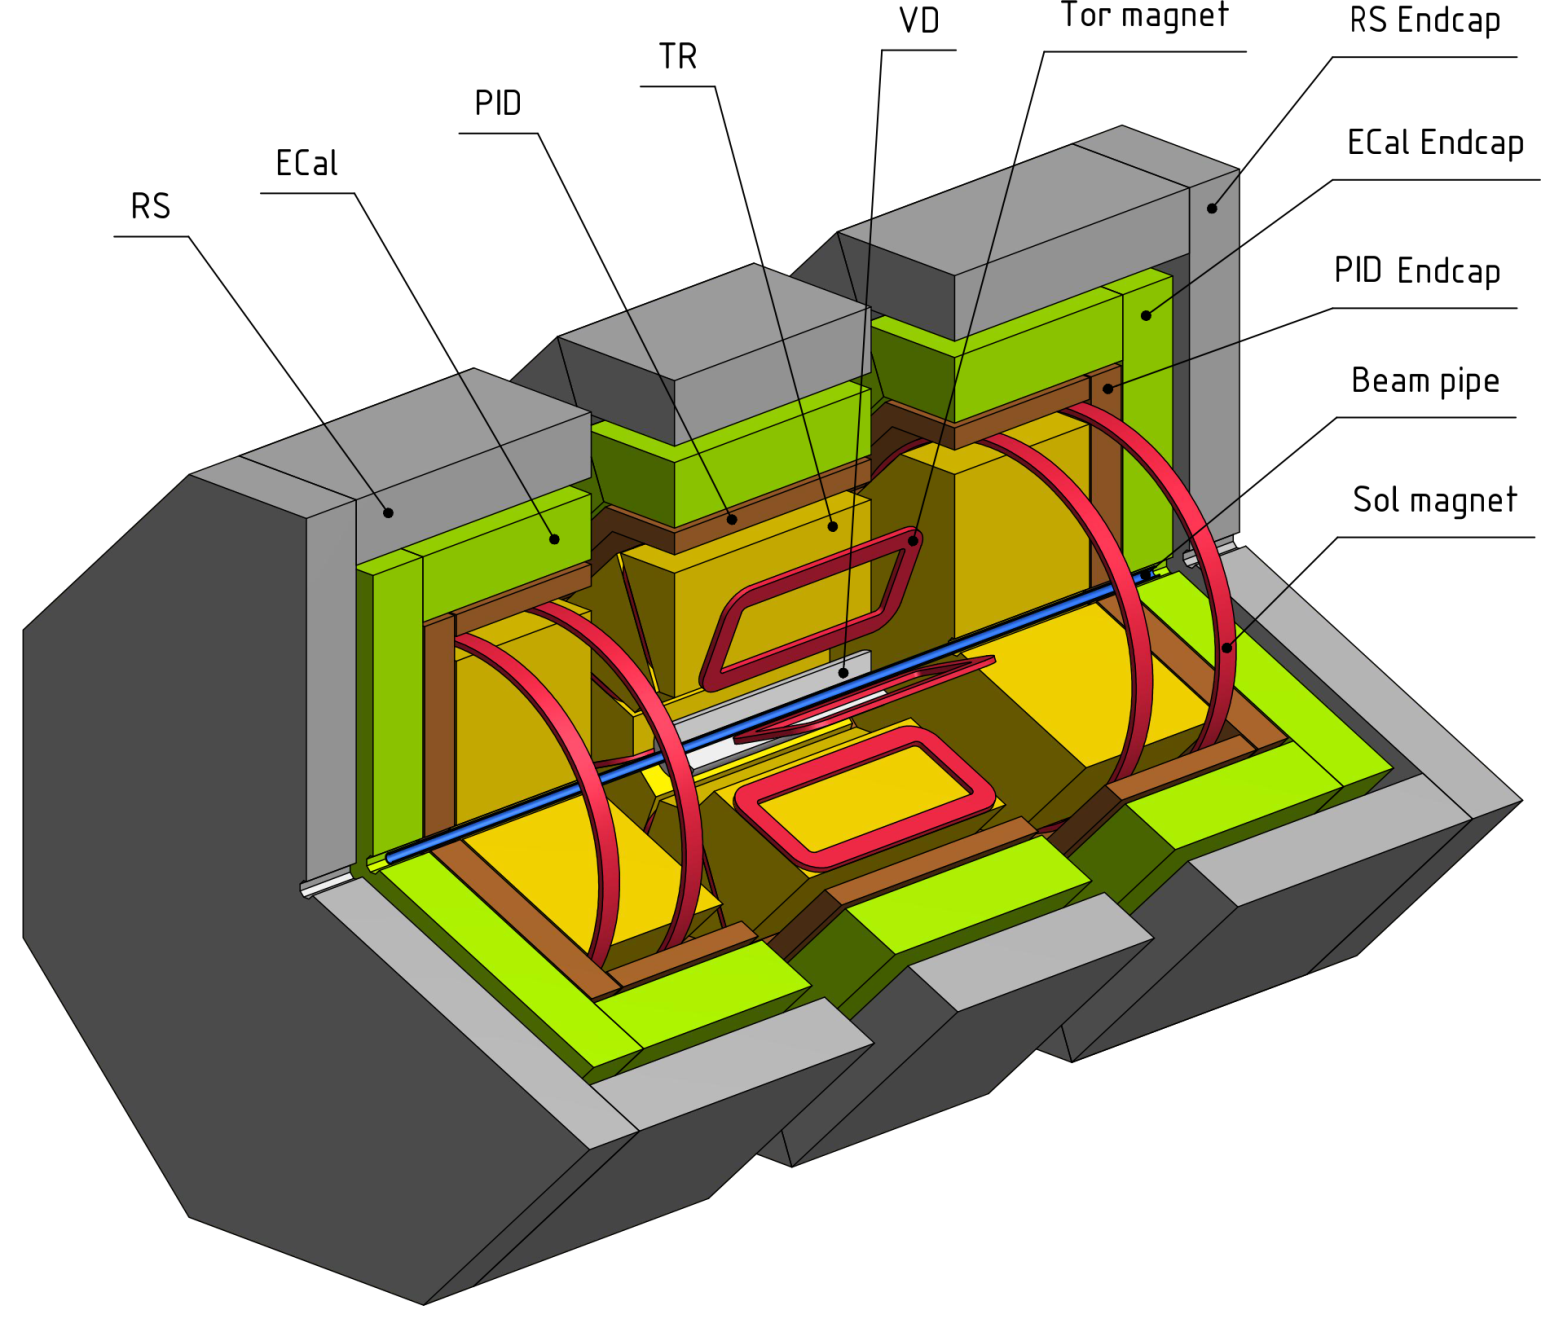 RS
ECal
PID
TR
VD
Tor magnet
RS Endcap
ECal Endcap
PID Endcap
Beam pipe
Sol magnet